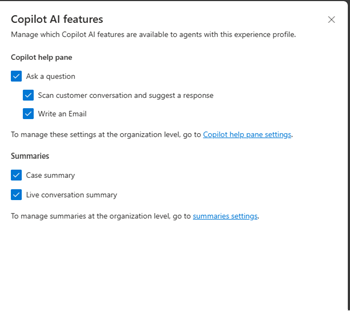 Copilot AI features
Manage which Copilot AI features are available to agents with this experience profile.
Copilot help pane
Ask a question
Scan customer conversation and suggest a response
Write an Email
To manage these settings at the organization level, go to Copilot help pane settings.
Summaries
Case summary
Live conversation summary
To manage summaries at the organization level, go to summaries settings.